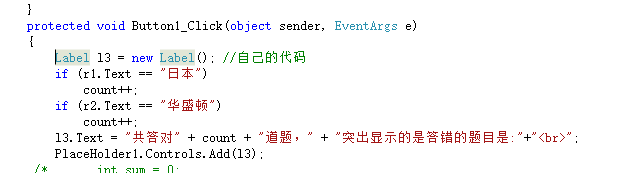 }
protected void Button1_Click(object sender, EventArgs e)
{
Label l3 = new Label(); //自己的代码
if (r1.Text == "日本")
count++;
if (r2.Text == "华盛顿")
count++;
l3.Text = "共答对" + count + "道题，" + "突出显示的是答错的题目是:"+"<br>";
PlaceHolder1.Controls.Add(l3);
/* int sum = 0;